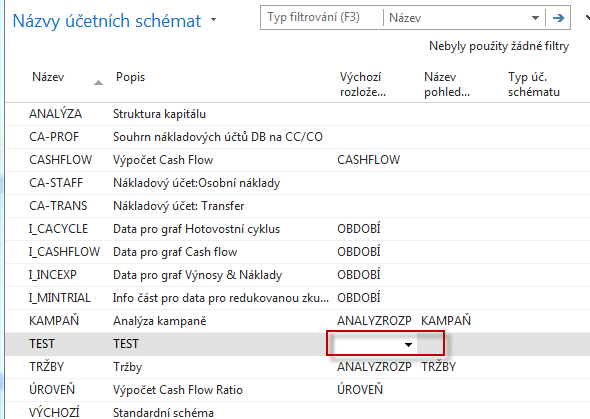 Názvy účetních schémat
Typ filtrování (F3) Název
Nebyly použity žádné filtry
Název Popis Výchozí rozlože... Název pohled... Typ úč. schématu
ANALÝZA Struktura kapitálu
CA-PROF Souhrn nákladových účtů DB na CC/CO
CASHFLOW Výpočet Cash Flow CASHFLOW
CA-STAFF Nákladový účet:Osobní náklady
CA-TRANS Nákladový účet: Transfer
I_CACYCLE Data pro graf Hotovostní cyklus OBDOBÍ
I_CASHFLOW Data pro graf Cash flow OBDOBÍ
I_INCEXP Data pro graf Výnosy & Náklady OBDOBÍ
I_MINTRIAL Info část pro data pro redukovanou zku... OBDOBÍ
KAMPAŇ Analýza kampaně ANALYZROZP KAMPAŇ
TEST TEST
TRŽBY Tržby ANALYZROZP TRŽBY
ÚROVEŇ Výpočet Cash Flow Ratio ÚROVEŇ
VÝCHOZÍ Standardní schéma